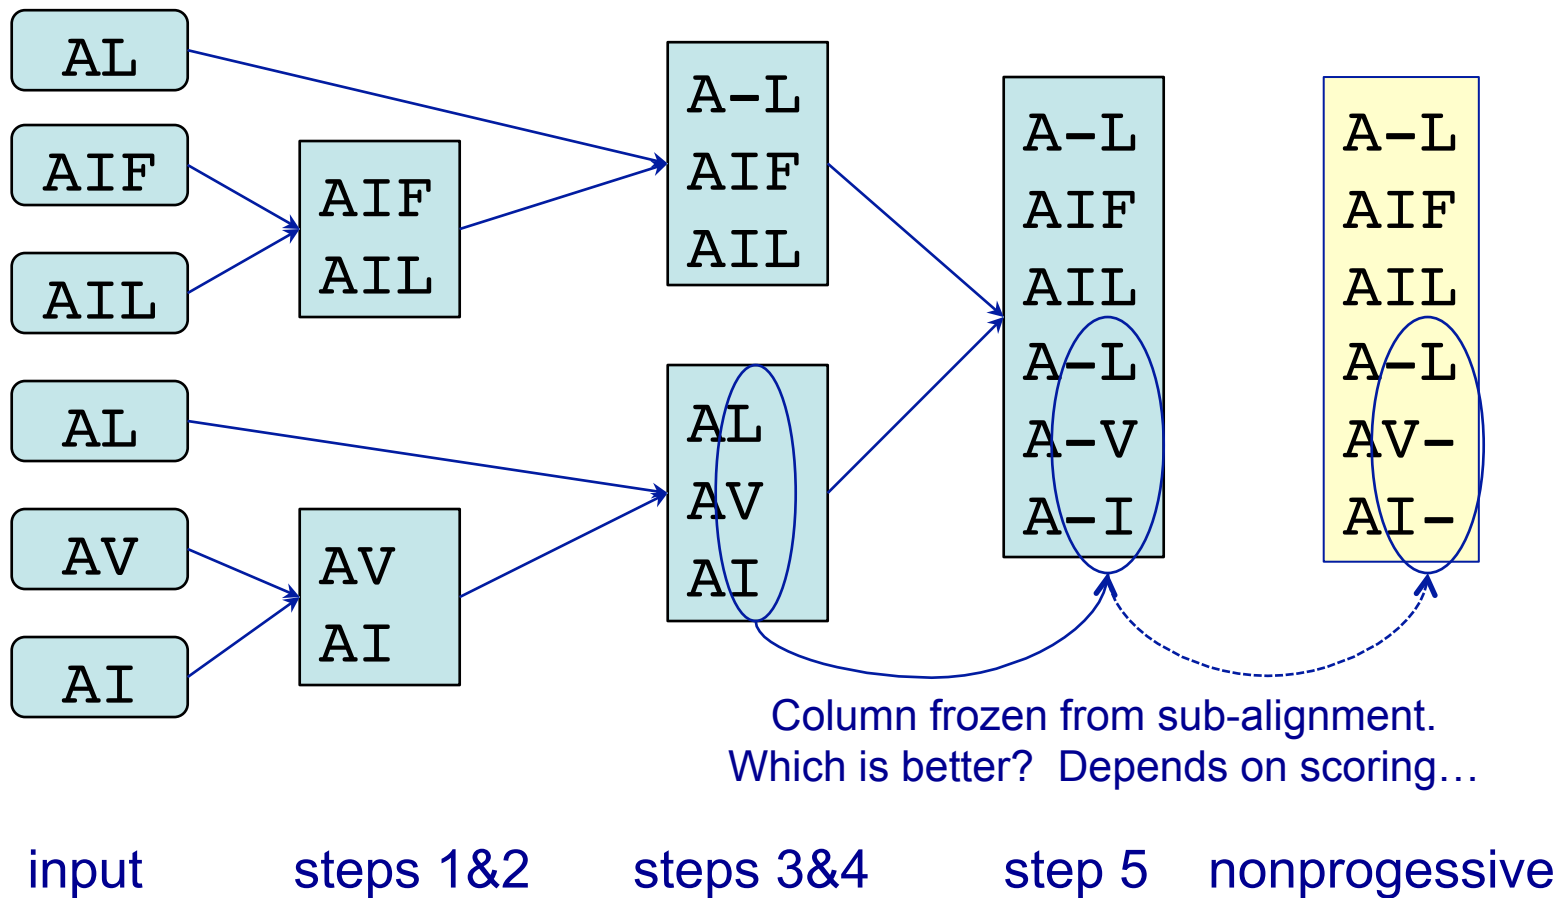 AL
AIF
AIL
AL
AV
AI
AIF
AIL
AV
AI
A-L
AIF
AIL
AL
AV
AI
A-L
AIF
AIL
A-L
A-V
A-I
A-L
AIF
AIL
A-L
AV-
AI-
Column frozen from sub-alignment.
Which is better? Depends on scoring…
input
steps 1&2
steps 3&4
step 5
nonprogessive